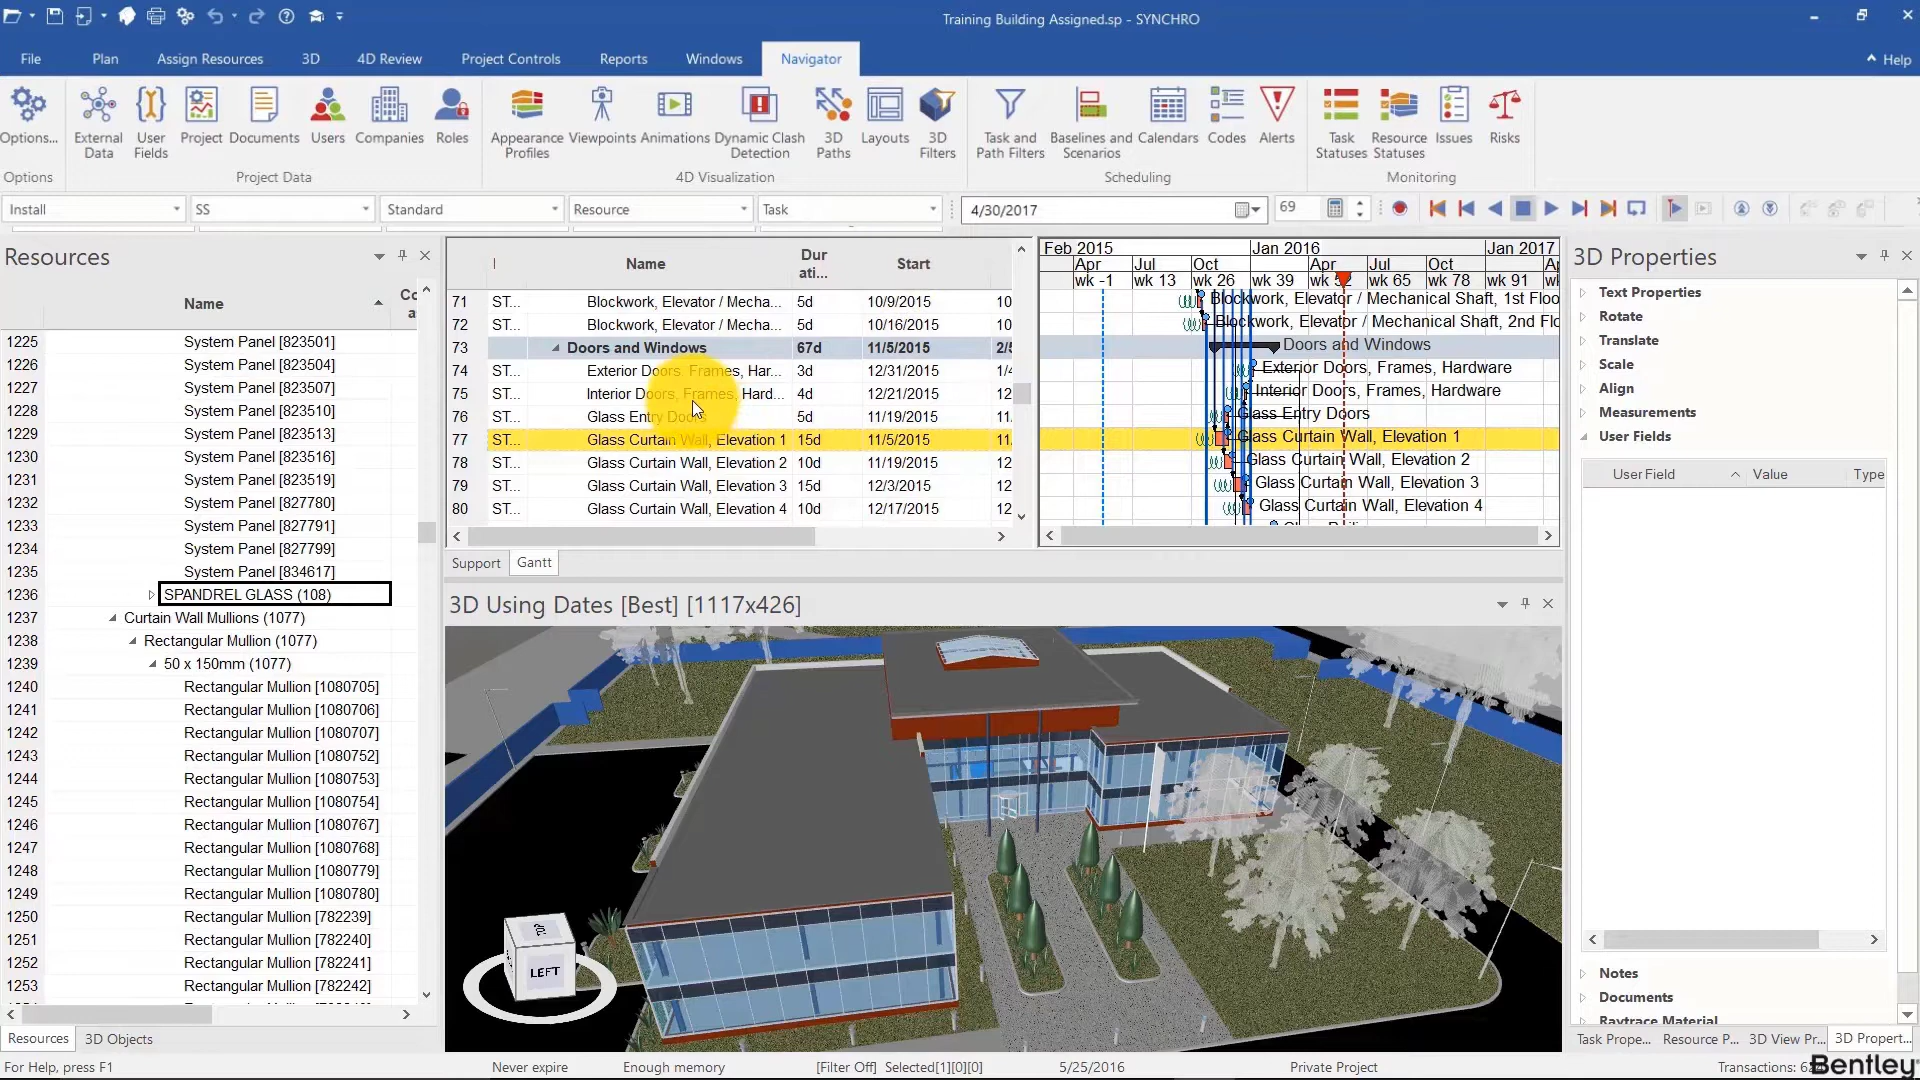 Training Building Assigned.sp - SYNCHRO
File Plan Assign Resources 3D 4D Review Project Controls Reports Windows Navigator Help
Options... External Data User Fields Project Documents Users Companies Roles Appearance Profiles Viewpoints Animations Dynamic Clash Detection 3D Paths Layouts 3D Filters Task and Path Filters Baselines and Scenarios Calendars Codes Alerts Task Statuses Resource Statuses Issues Risks
Options Project Data 4D Visualization Scheduling Monitoring
Install SS Standard Resource Task 4/30/2017 69
Resources
Name
1225 System Panel [823501]
1226 System Panel [823504]
1227 System Panel [823507]
1228 System Panel [823510]
1229 System Panel [823513]
1230 System Panel [823516]
1231 System Panel [823519]
1232 System Panel [827780]
1233 System Panel [827791]
1234 System Panel [827799]
1235 System Panel [834617]
1236 SPANDREL GLASS (108)
1237 Curtain Wall Mullions (1077)
1238 Rectangular Mullion (1077)
1239 50 x 150mm (1077)
1240 Rectangular Mullion [1080705]
1241 Rectangular Mullion [1080706]
1242 Rectangular Mullion [1080707]
1243 Rectangular Mullion [1080752]
1244 Rectangular Mullion [1080753]
1245 Rectangular Mullion [1080754]
1246 Rectangular Mullion [1080767]
1247 Rectangular Mullion [1080768]
1248 Rectangular Mullion [1080779]
1249 Rectangular Mullion [1080780]
1250 Rectangular Mullion [782239]
1251 Rectangular Mullion [782240]
1252 Rectangular Mullion [782241]
1253 Rectangular Mullion [782242]
Resources 3D Objects
Name Dur ati... Start
71 ST... Blockwork, Elevator / Mecha... 5d 10/9/2015 10
72 ST... Blockwork, Elevator / Mecha... 5d 10/16/2015 10
73 Doors and Windows 67d 11/5/2015 2/5
74 ST... Exterior Doors, Frames, Har... 3d 12/31/2015 1/4
75 ST... Interior Doors, Frames, Hard... 4d 12/21/2015 12
76 ST... Glass Entry Doors 5d 11/19/2015 11.
77 ST... Glass Curtain Wall, Elevation 1 15d 11/5/2015 11.
78 ST... Glass Curtain Wall, Elevation 2 10d 11/19/2015 12
79 ST... Glass Curtain Wall, Elevation 3 15d 12/3/2015 12
80 ST... Glass Curtain Wall, Elevation 4 10d 12/17/2015 12
Support Gantt
Feb 2015 Jan 2016 Jan 2017
Apr Jul Oct Apr Jul Oct
wk -1 wk 13 wk 26 wk 39 wk 65 wk 78 wk 91
Blockwork, Elevator / Mechanical Shaft, 1st Floo
Blockwork, Elevator / Mechanical Shaft, 2nd Flo
Doors and Windows
Exterior Doors, Frames, Hardware
Interior Doors, Frames, Hardware
Glass Entry Doors
Glass Curtain Wall, Elevation 1
Glass Curtain Wall, Elevation 2
Glass Curtain Wall, Elevation 3
Glass Curtain Wall, Elevation 4
3D Using Dates [Best] [1117x426]
LEFT
3D Properties
Text Properties
Rotate
Translate
Scale
Align
Measurements
User Fields
User Field Value Type
Notes
Documents
Raytrace Material
Task Prope... Resource P... 3D View Pr... 3D Propert...
For Help, press F1 Never expire Enough memory [Filter Off] Selected[1][0][0] 5/25/2016 Private Project Transactions:
Bentley